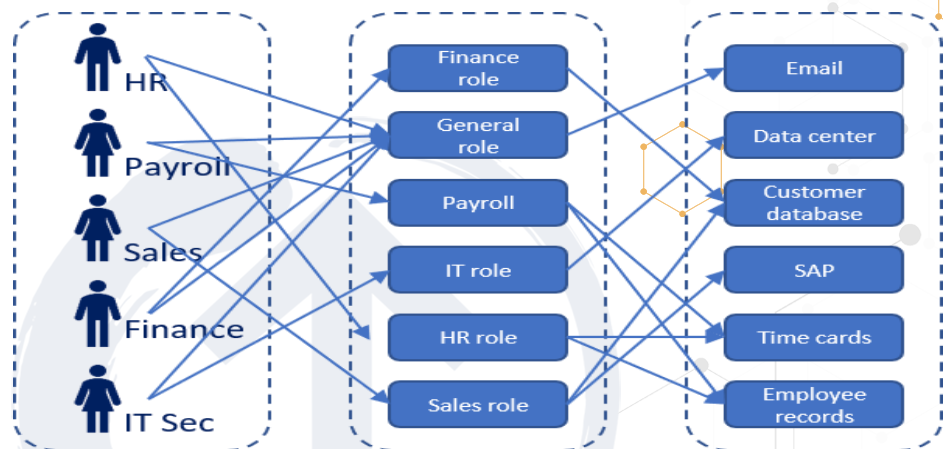 HR
Payroll
Sales
Finance
IT Sec
Finance
role
General
role
Payroll
IT role
HR role
Sales role
Email
Data center
Customer
database
SAP
Time cards
Employee
records